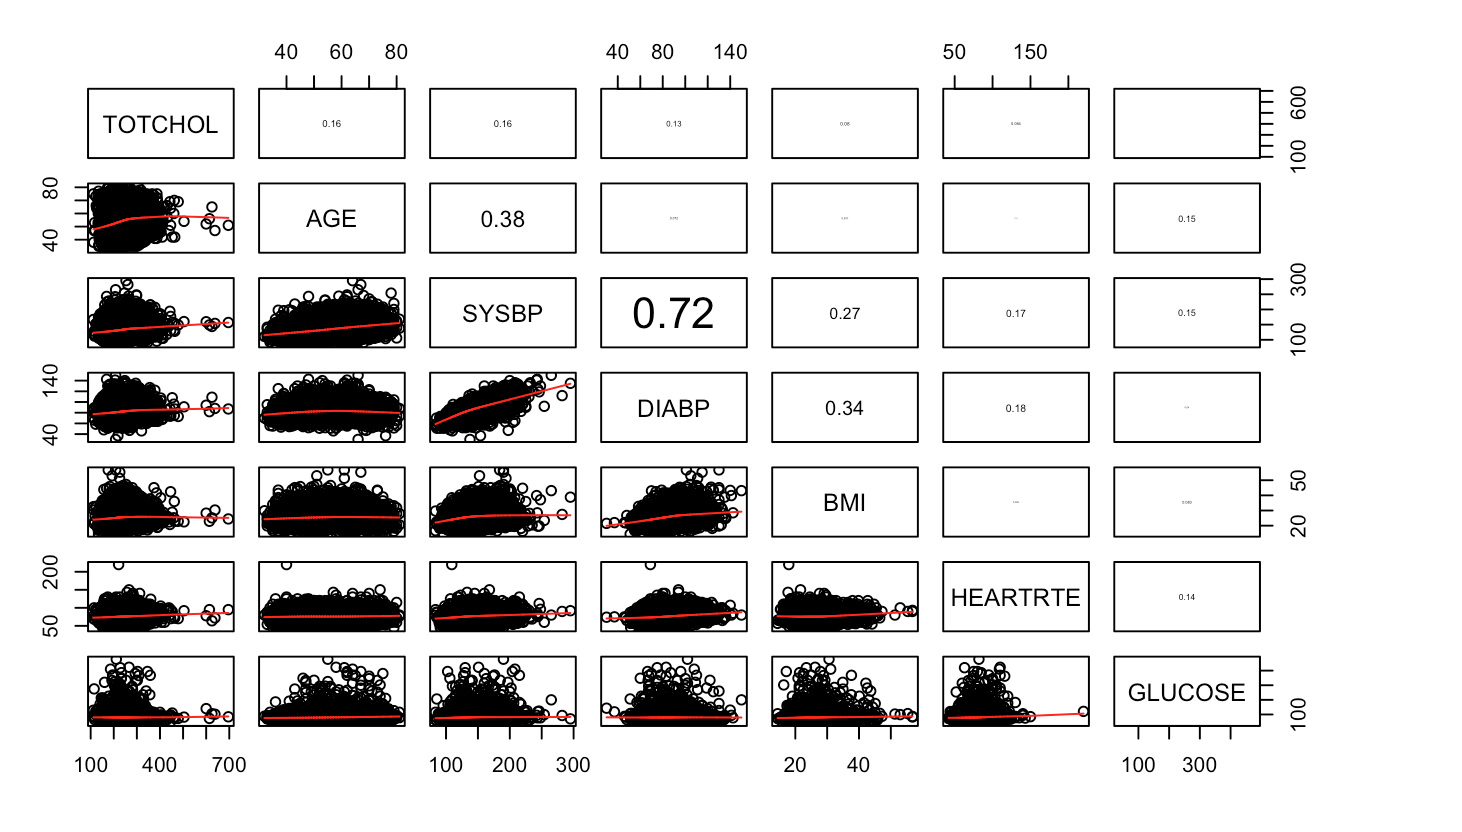 40 60 80 40 80 140 50 150
TOTCHOL 0.16 0.16 0.13 0.08 100 600
40 80 AGE 0.38 0.15
SYSBP 0.72 0.27 0.17 0.15 100 300
40 140 DIABP 0.34 0.18
BMI 20 50
50 200 HEARTRTE 0.14
GLUCOSE 100
100 400 700 100 200 300 20 40 100 300